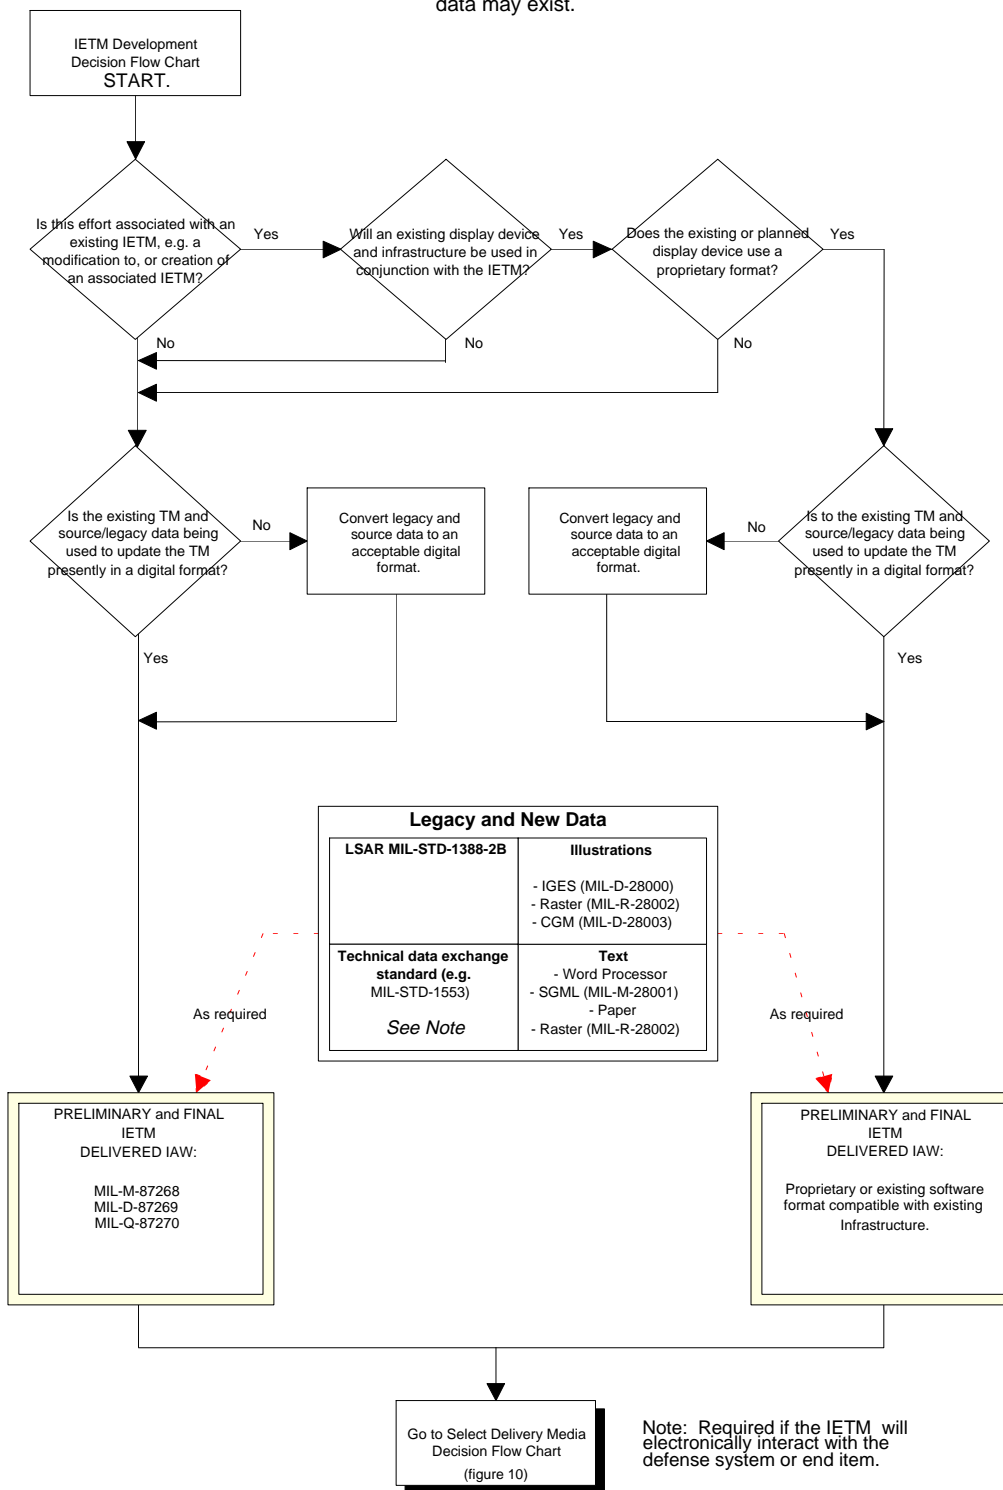 data may exist.
IETM Development
Decision Flow Chart
START.
Is this effort associated with an
existing IETM, e.g. a
modification to, or creation of
an associated IETM?
Yes
Will an existing display device
and infrastructure be used in
conjunction with the IETM?
Yes
Does the existing or planned
display device use a
proprietary format?
Yes
No
No
No
Is the existing TM and
source/legacy data being
used to update the TM
presently in a digital format?
No
Convert legacy and
source data to an
acceptable digital
format.
Convert legacy and
source data to an
acceptable digital
format.
No
Is to the existing TM and
source/legacy data being
used to update the TM
presently in a digital format?
Yes
Yes
Legacy and New Data
LSAR MIL-STD-1388-2B
Illustrations
- IGES (MIL-D-28000)
- Raster (MIL-R-28002)
- CGM (MIL-D-28003)
Technical data exchange
standard (e.g.
MIL-STD-1553)
See Note
Text
- Word Processor
- SGML (MIL-M-28001)
- Paper
- Raster (MIL-R-28002)
As required
As required
PRELIMINARY and FINAL
IETM
DELIVERED IAW:
MIL-M-87268
MIL-D-87269
MIL-Q-87270
PRELIMINARY and FINAL
IETM
DELIVERED IAW:
Proprietary or existing software
format compatible with existing
Infrastructure.
Go to Select Delivery Media
Decision Flow Chart
(figure 10)
Note: Required if the IETM will
electronically interact with the
defense system or end item.